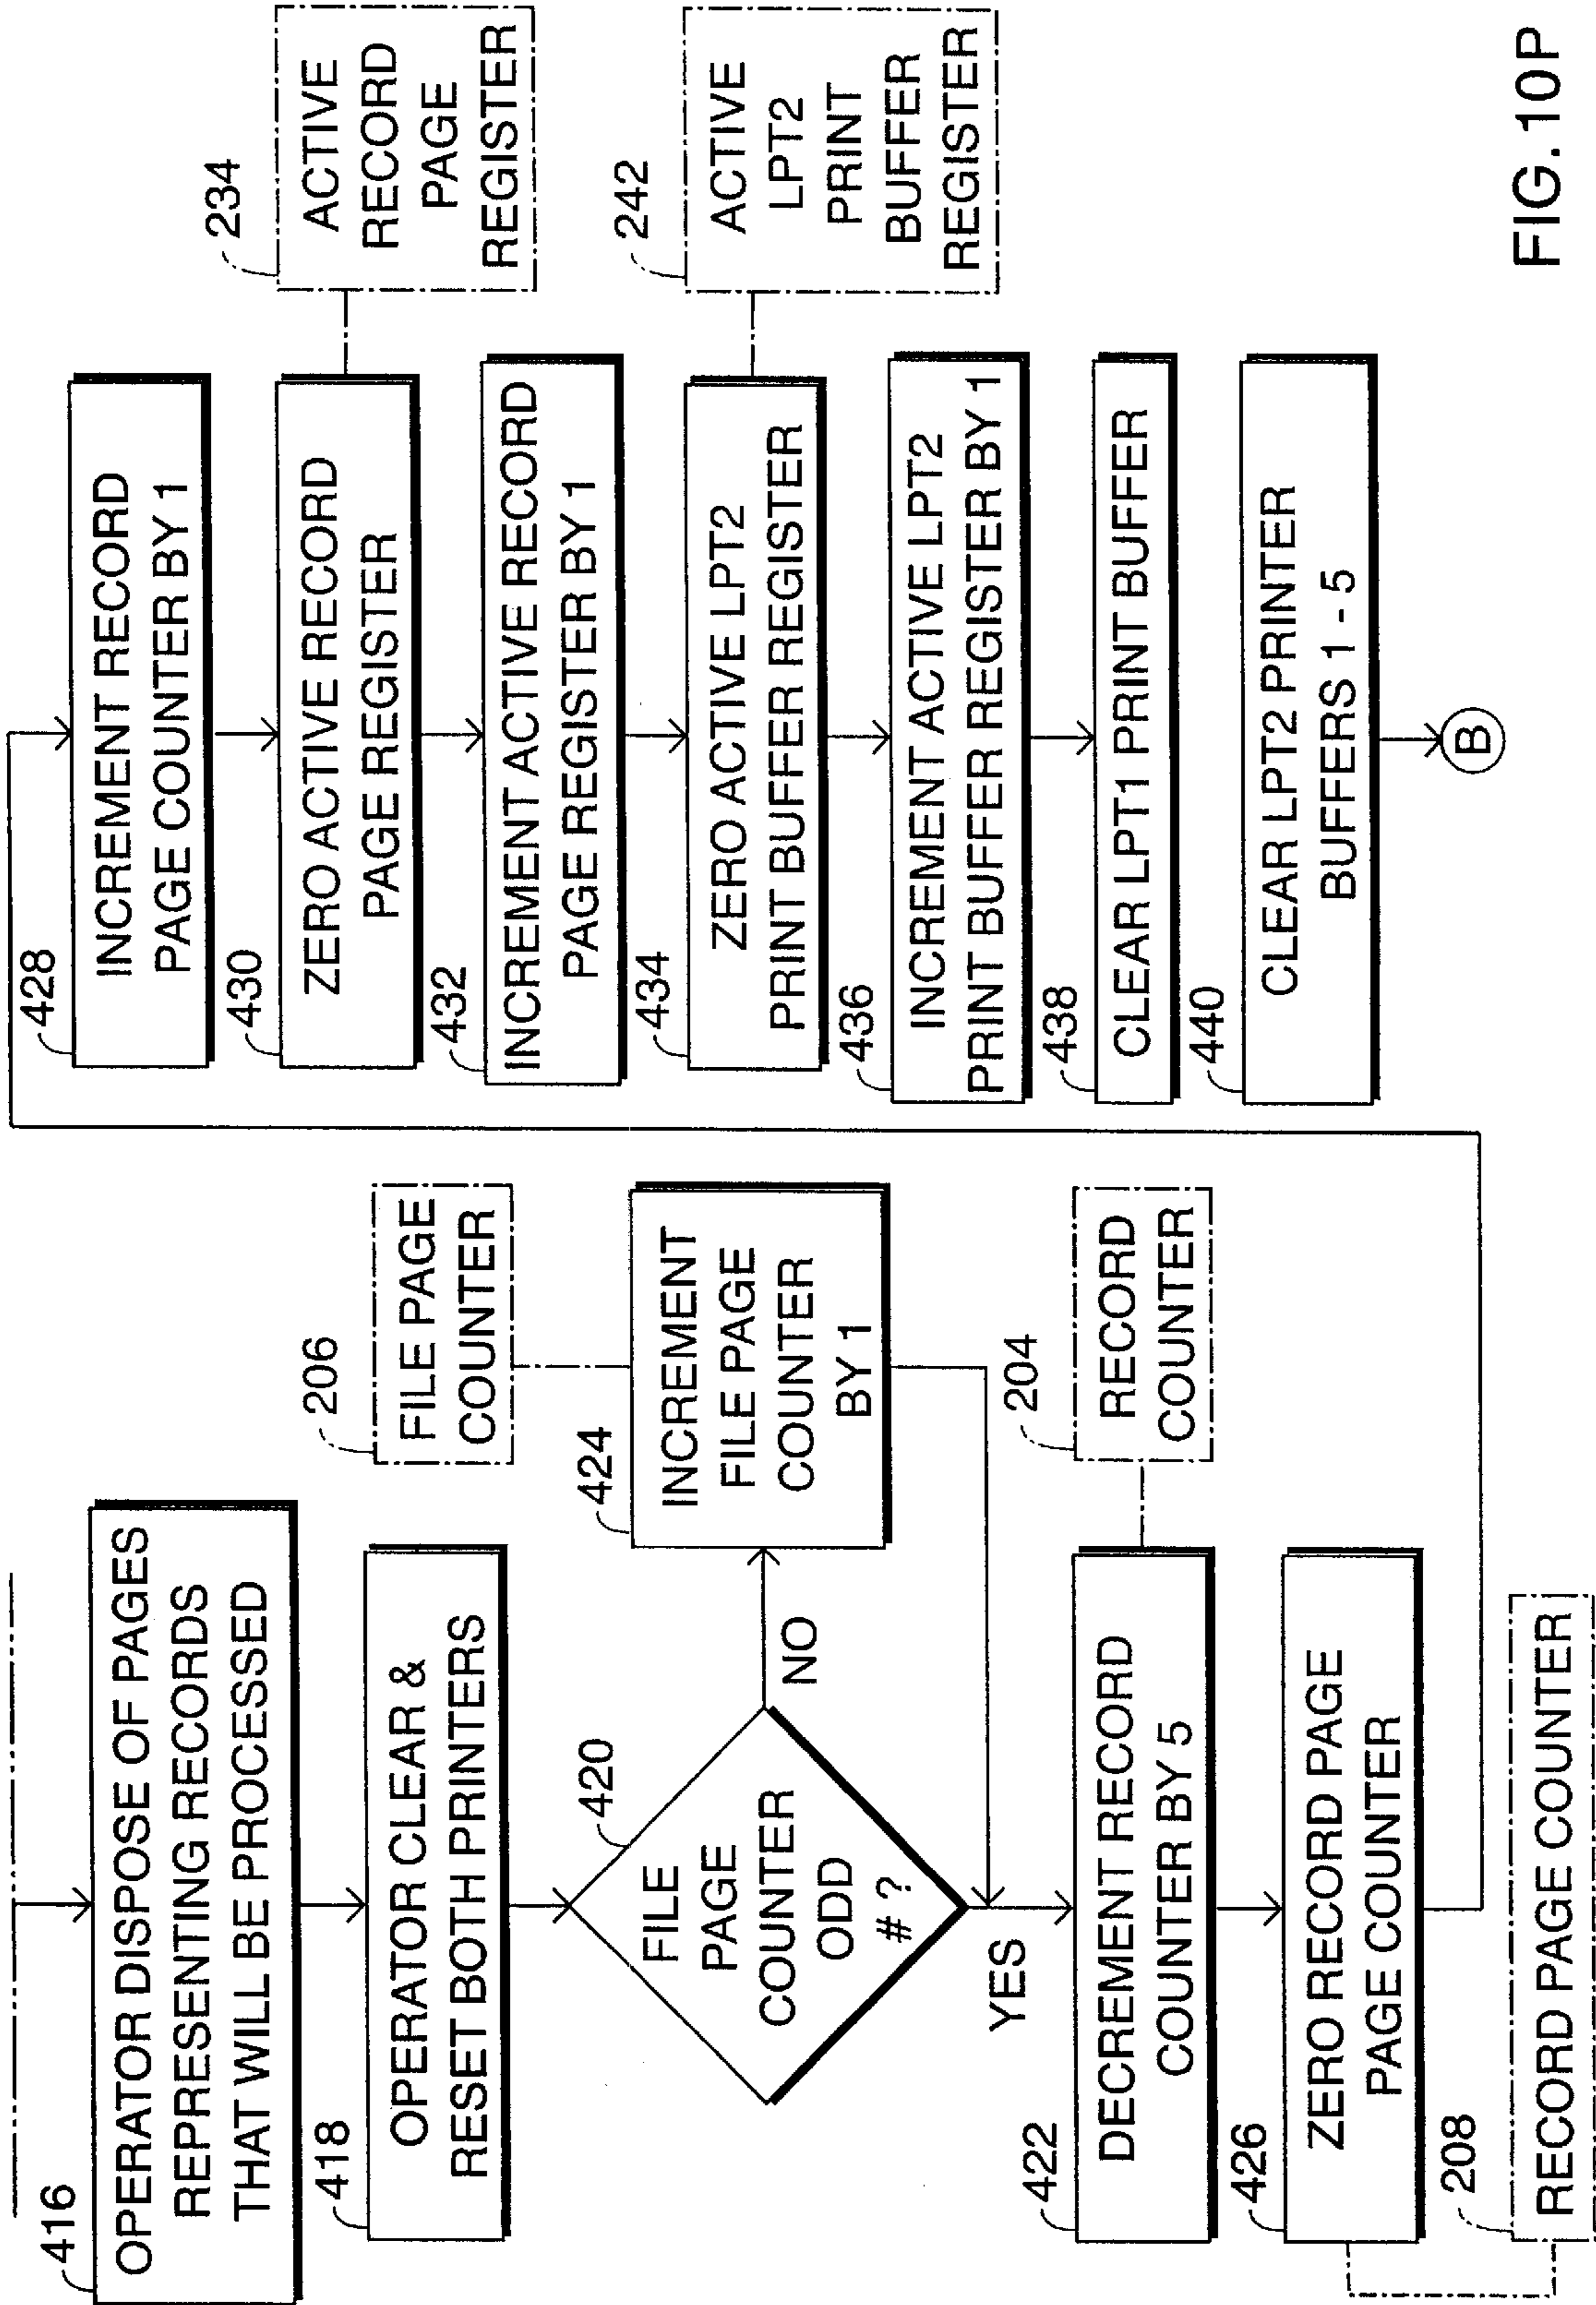 416
OPERATOR DISPOSE OF PAGES
REPRESENTING RECORDS
THAT WILL BE PROCESSED
418
OPERATOR CLEAR &
RESET BOTH PRINTERS
420
FILE
PAGE
COUNTER
ODD
# ?
NO
YES
206
FILE PAGE
COUNTER
424
INCREMENT
FILE PAGE
COUNTER
BY 1
422
DECREMENT RECORD
COUNTER BY 5
204
RECORD
COUNTER
426
ZERO RECORD PAGE
PAGE COUNTER
208
RECORD PAGE COUNTER
428
INCREMENT RECORD
PAGE COUNTER BY 1
430
ZERO ACTIVE RECORD
PAGE REGISTER
234
ACTIVE
RECORD
PAGE
REGISTER
432
INCREMENT ACTIVE RECORD
PAGE REGISTER BY 1
434
ZERO ACTIVE LPT2
PRINT BUFFER REGISTER
242
ACTIVE
LPT2
PRINT
BUFFER
REGISTER
436
INCREMENT ACTIVE LPT2
PRINT BUFFER REGISTER BY 1
438
CLEAR LPT1 PRINT BUFFER
440
CLEAR LPT2 PRINTER
BUFFERS 1 - 5
B
FIG. 10P